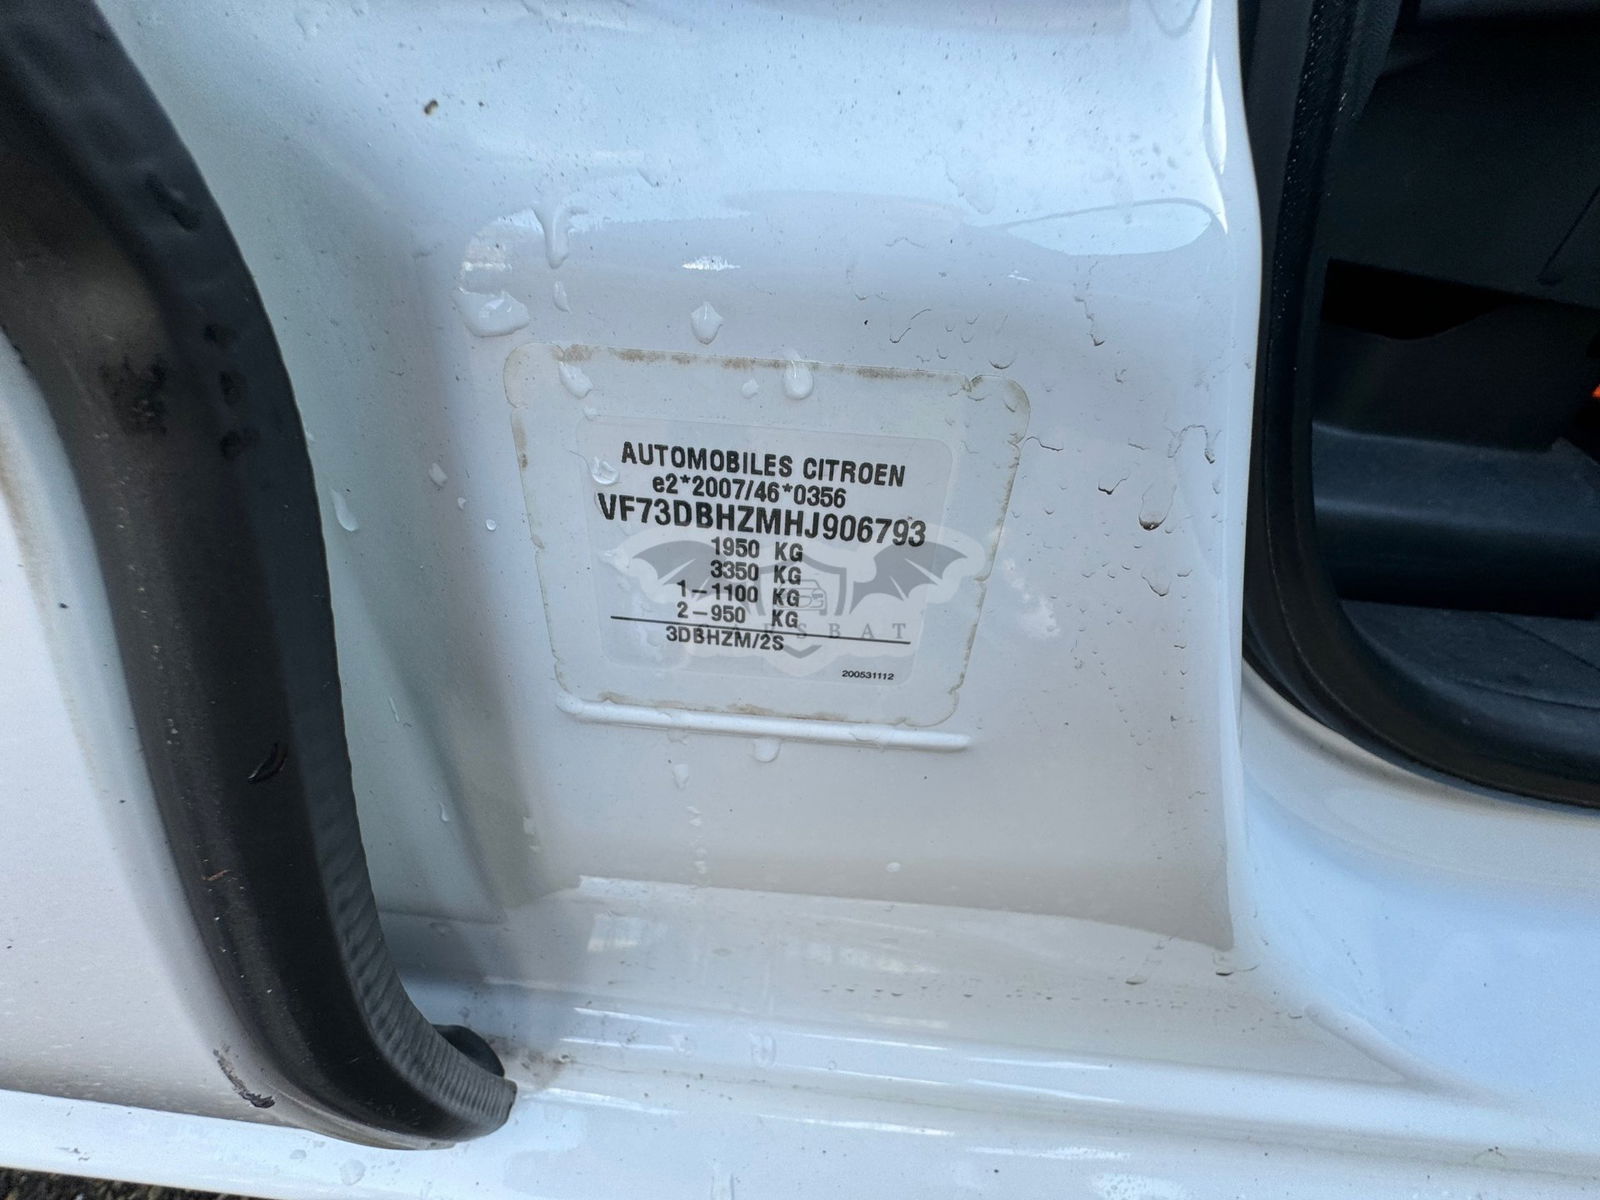 AUTOMOBILES CITROEN
e2*2007/46*0356
VF73DBHZMHJ906793
1950 KG
3350 KG
1-1100 KG
2-950 KG
CARSBAT
3DBHZM/2S
200531112